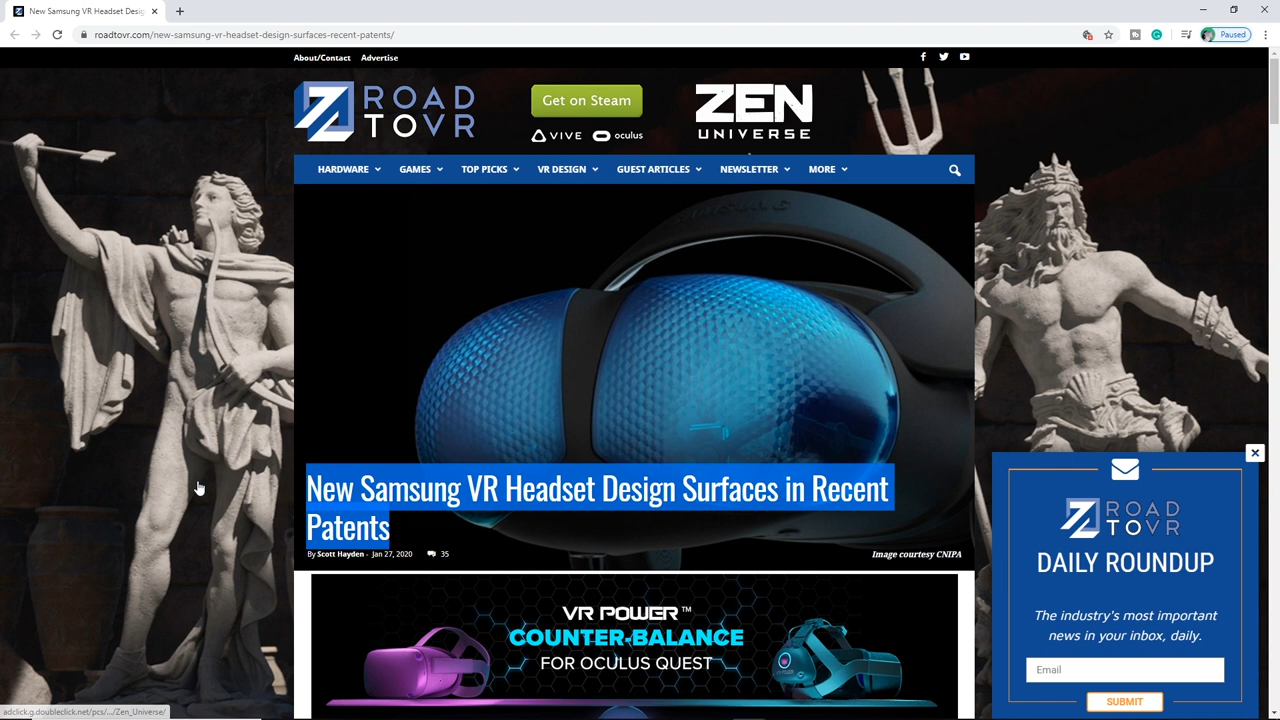 New Samsung VR Headset Desig
roadtovr.com/new-samsung-vr-headset-design-surfaces-recent-patents/
Paused
About/Contact Advertise
ROAD
TOVR
Get on Steam
VIVE oculus
ZEN
UNIVERSE
HARDWARE GAMES TOP PICKS VR DESIGN GUEST ARTICLES NEWSLETTER MORE
SAMSUNG
New Samsung VR Headset Design Surfaces in Recent
Patents
By Scott Hayden - Jan 27, 2020 35
Image courtesy CNIPA
VR POWER™
COUNTER-BALANCE
FOR OCULUS QUEST
ROAD
TOVR
DAILY ROUNDUP
The industry's most important
news in your inbox, daily.
Email
SUBMIT
adclick.g.doubleclick.net/pcs/.../Zen_Universe/